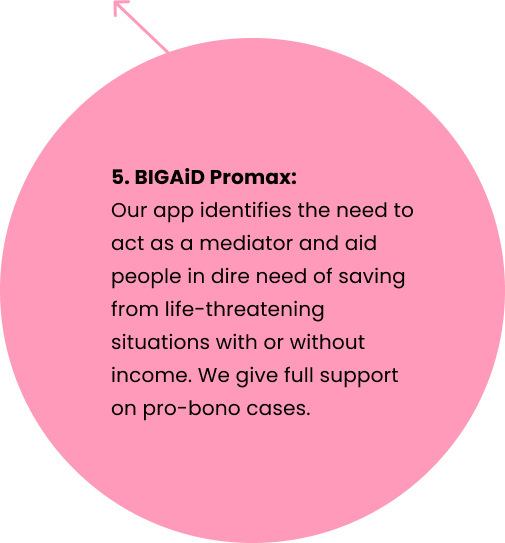 5. BIGAiD Promax:
Our app identifies the need to
act as a mediator and aid
people in dire need of saving
from life-threatening
situations with or without
income. We give full support
on pro-bono cases.